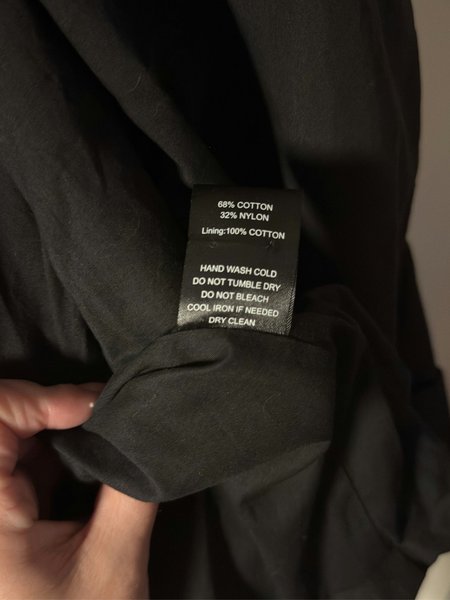 68% COTTON
32% NYLON
Lining:100% COTTON
HAND WASH COLD
DO NOT TUMBLE DRY
DO NOT BLEACH
COOL IRON IF NEEDED
DRY CLEAN